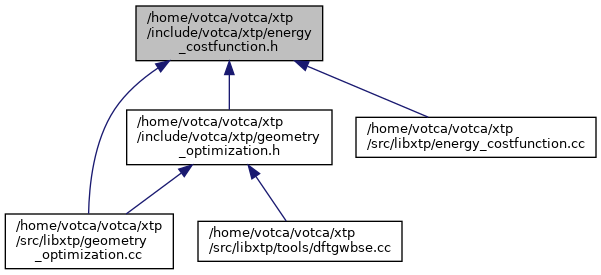 /home/votca/votca/xtp
/include/votca/xtp/energy
_costfunction.h
/home/votca/votca/xtp
/include/votca/xtp/geometry
_optimization.h
/home/votca/votca/xtp
/src/libxtp/energy_costfunction.cc
/home/votca/votca/xtp
/src/libxtp/geometry
_optimization.cc
/home/votca/votca/xtp
/src/libxtp/tools/dftgwbse.cc